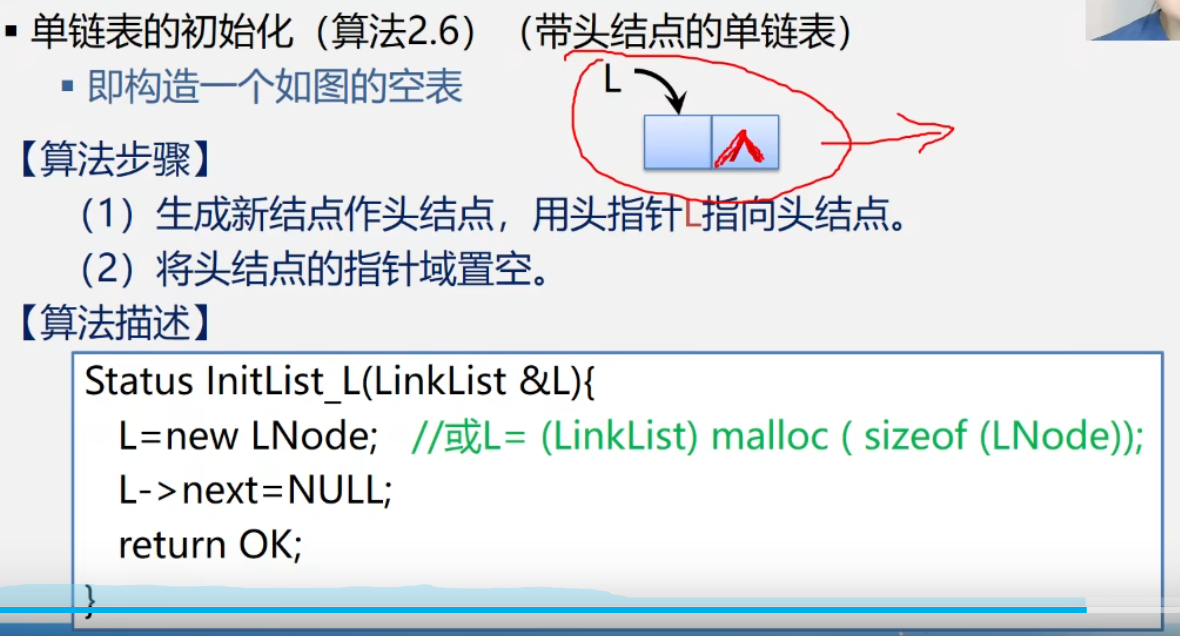 ▪ 单链表的初始化（算法2.6）（带头结点的单链表）
▪ 即构造一个如图的空表
L
∧
【算法步骤】
（1）生成新结点作头结点，用头指针L指向头结点。
（2）将头结点的指针域置空。
【算法描述】
Status InitList_L(LinkList &L){
L=new LNode; //或L= (LinkList) malloc ( sizeof (LNode));
L->next=NULL;
return OK;
}